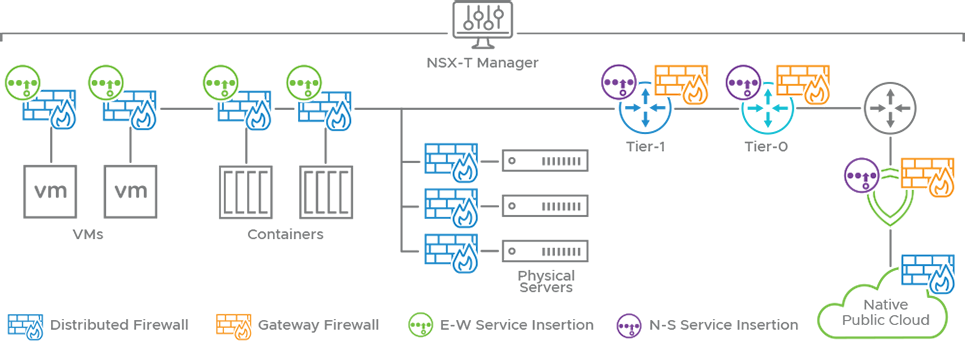 NSX-T Manager
Tier-1
Tier-0
vm
vm
VMs
Containers
Physical
Servers
Native
Public Cloud
Distributed Firewall
Gateway Firewall
E-W Service Insertion
N-S Service Insertion